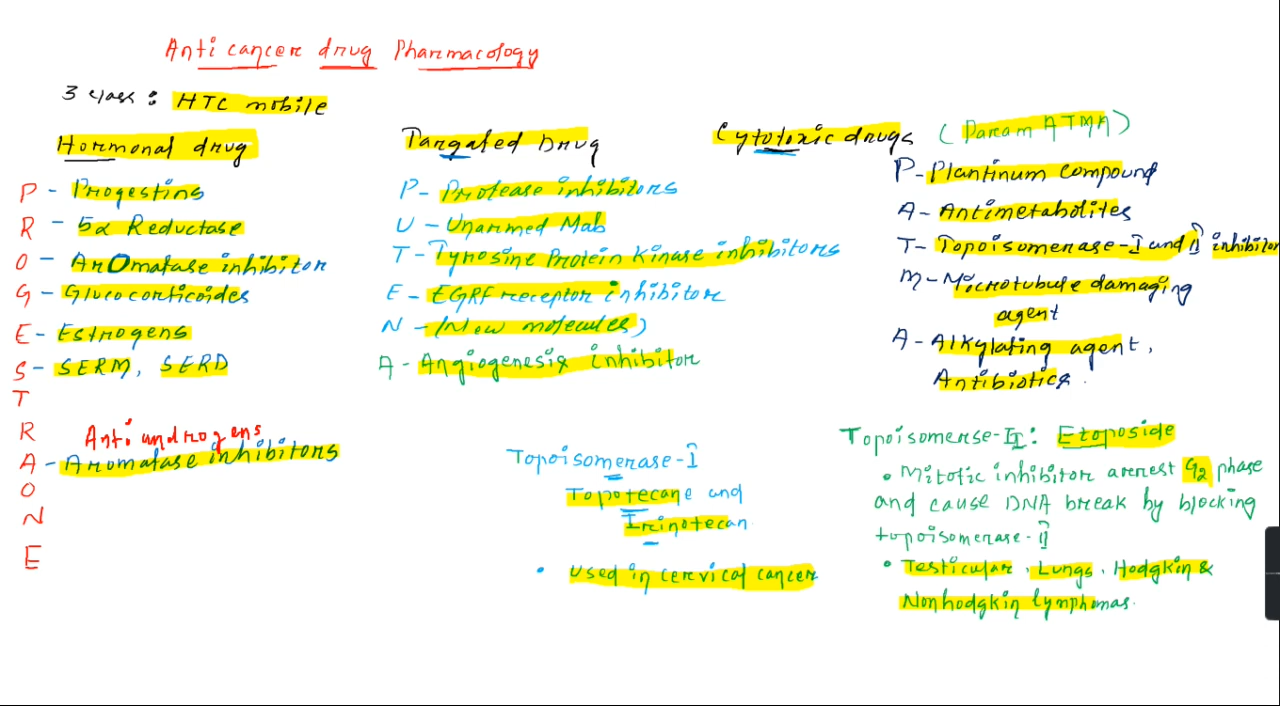 Anti cancer drug Pharmacology
3 class : HTC mobile
Hormonal drug
P - Progestins
R - 5α Reductase
O - ArOmatase inhibitor
G - Glucocorticoides
E - Estrogens
S - SERM, SERD
T
R
Anti androgens
A - Aromatase inhibitors
O
N
E
Targated Drug
P - Protease inhibitors
U - Unarmed Mab
T - Tyrosine Protein Kinase inhibitors
E - EGRF receptor inhibitor
N - (New molecules)
A - Angiogenesis inhibitor
Cytotoxic drugs (Param ATMA)
P - Plantinum compound
A - Antimetabolites
T - Topoisomerase-I and II inhibitor
M - Microtubule damaging
agent
A - Alkylating agent,
Antibiotics.
Topoisomerase-I
Topotecane and
Irinotecan.
• Used in cervical cancer
Topoisomerse-II : Etoposide
• Mitotic inhibitor arrest G2 phase
and cause DNA break by blocking
topoisomerase-II
• Testicular, Lungs, Hodgkin &
Nonhodgkin lymphomas.